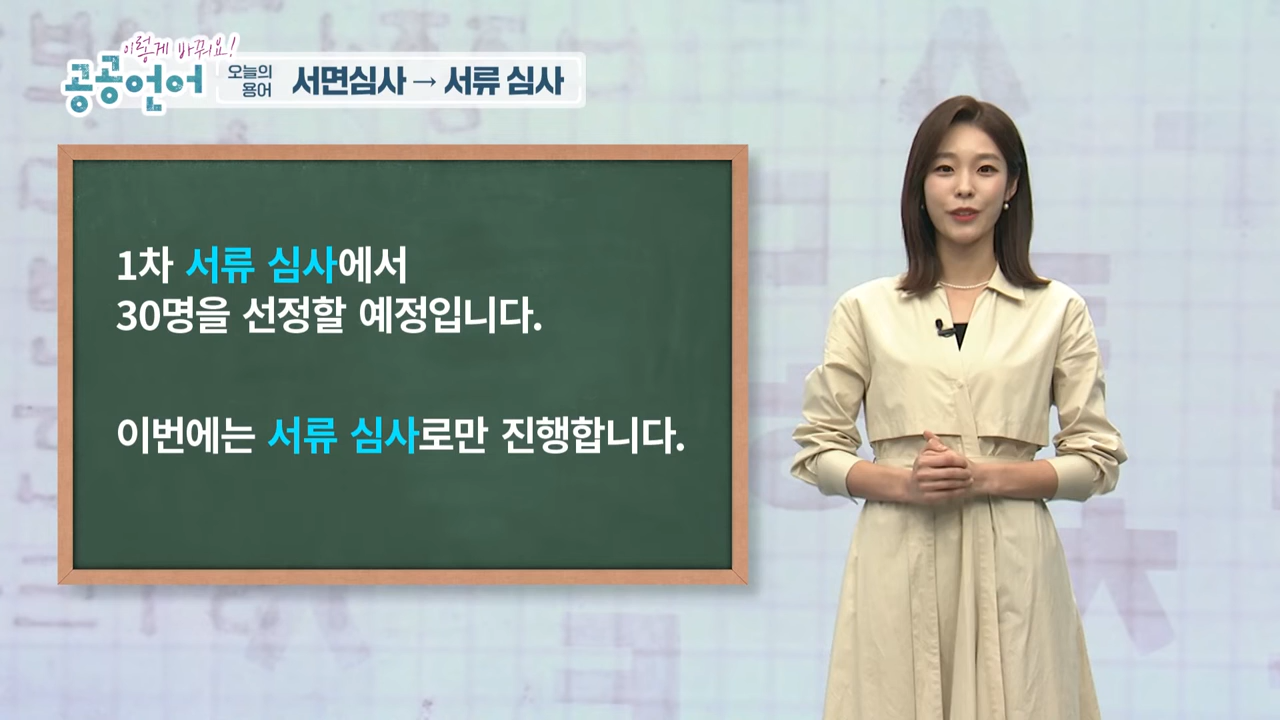 이렇게 바꿔요!
공공언어
오늘의
용어
서면심사 → 서류 심사
1차 서류 심사에서
30명을 선정할 예정입니다.
이번에는 서류 심사로만 진행합니다.